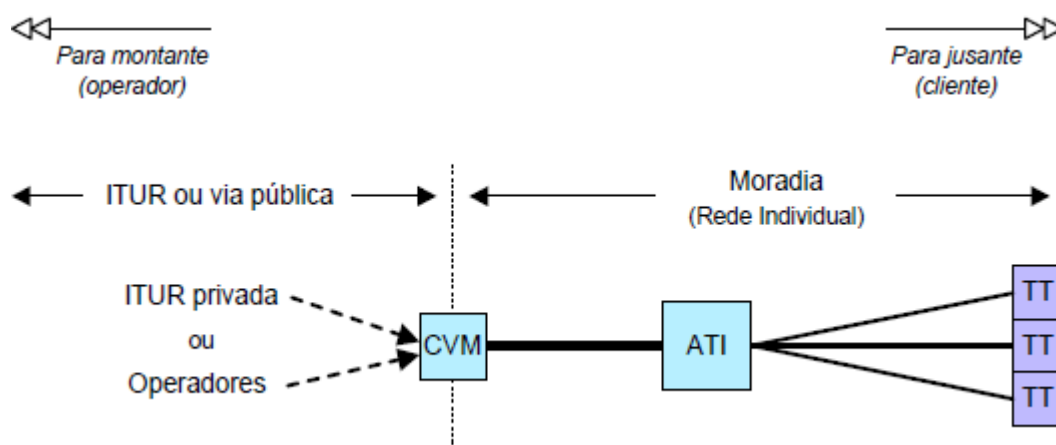 Para montante
(operador)
Para jusante
(cliente)
ITUR ou via pública
Moradia
(Rede Individual)
ITUR privada
ou
Operadores
CVM
ATI
TT
TT
TT